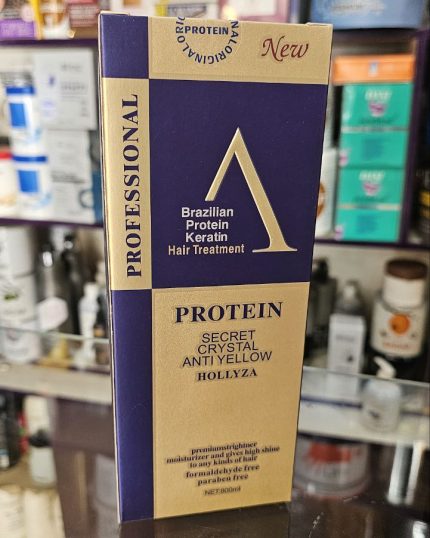 PROTEIN
ORIGINAL
New
PROFESSIONAL
Brazilian
Protein
Keratin
Hair Treatment
PROTEIN
SECRET
CRYSTAL
ANTI YELLOW
HOLLYZA
premiumstrightner
moisturizer and gives high shine
to any kinds of hair
formaldehyde free
paraben free
NET:800ml